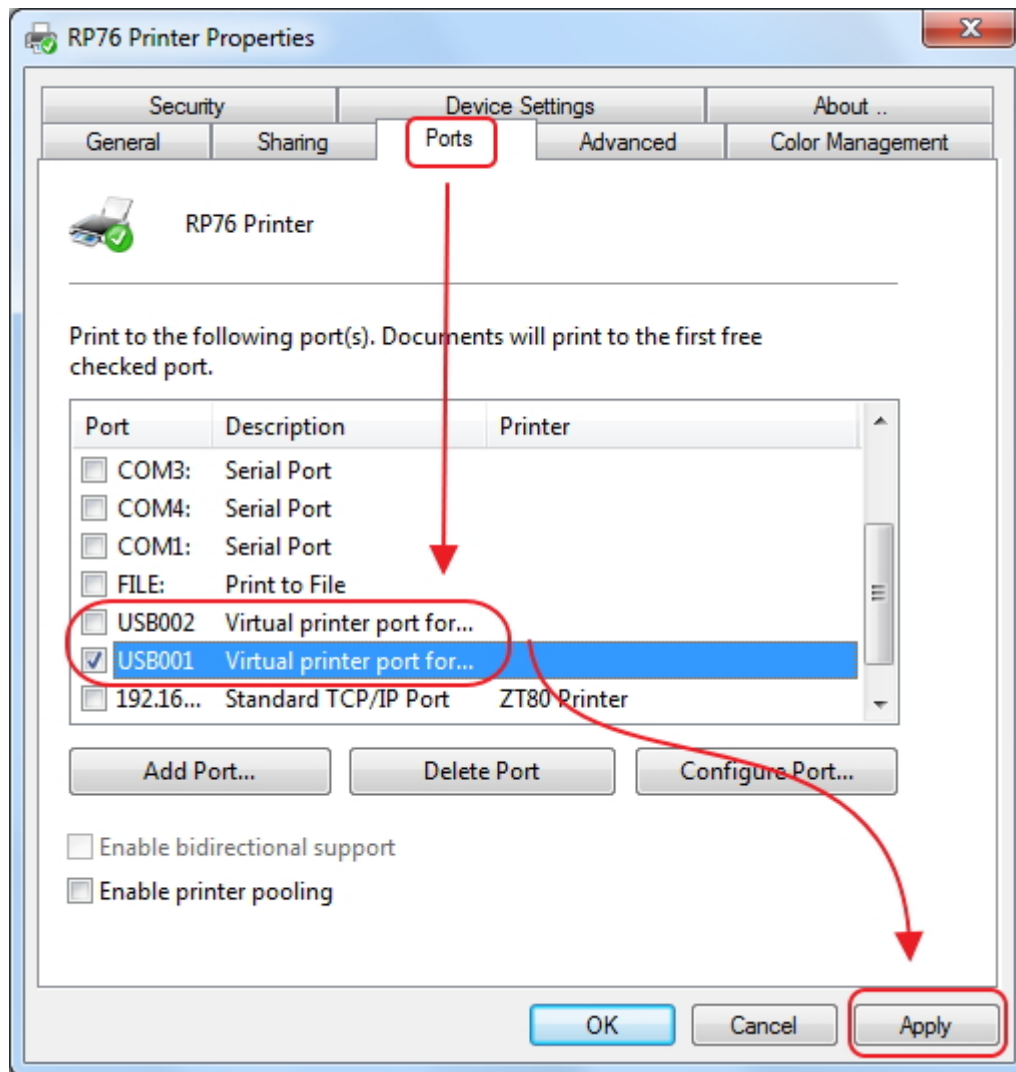 RP76 Printer Properties
Security Device Settings About ..
General Sharing Ports Advanced Color Management
RP76 Printer
Print to the following port(s). Documents will print to the first free
checked port.
Port Description Printer
COM3: Serial Port
COM4: Serial Port
COM1: Serial Port
FILE: Print to File
USB002 Virtual printer port for...
USB001 Virtual printer port for...
192.16... Standard TCP/IP Port ZT80 Printer
Add Port... Delete Port Configure Port...
Enable bidirectional support
Enable printer pooling
OK Cancel Apply